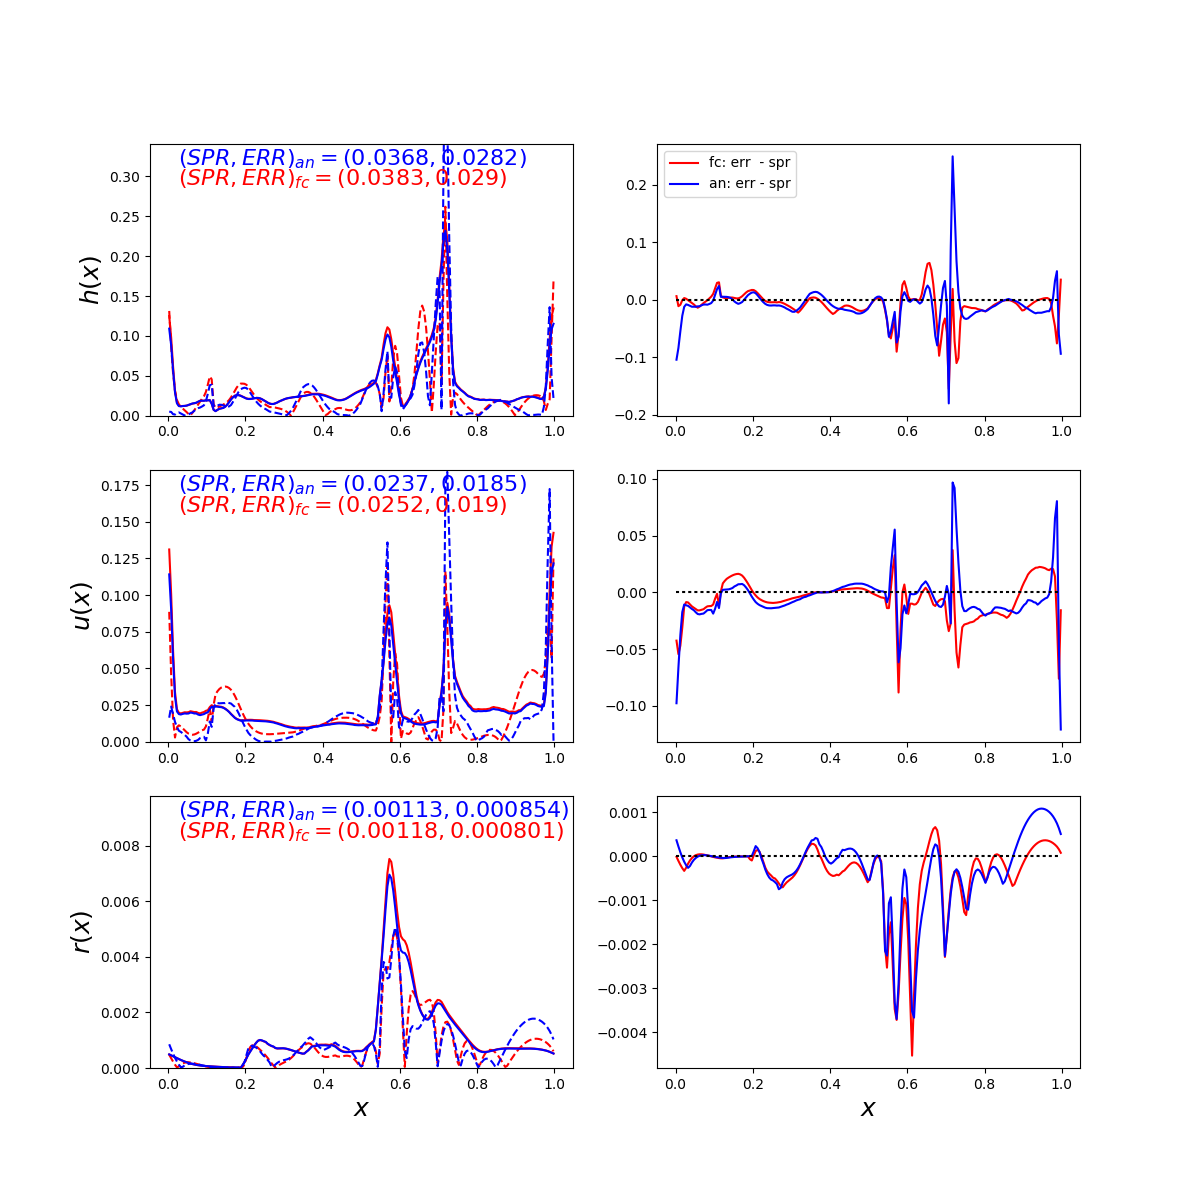 (SPR, ERR)an = (0.0368, 0.0282)
(SPR, ERR)fc = (0.0383, 0.029)
h(x)
0.30
0.25
0.20
0.15
0.10
0.05
0.00
0.0 0.2 0.4 0.6 0.8 1.0
fc: err - spr
an: err - spr
0.2
0.1
0.0
−0.1
−0.2
0.0 0.2 0.4 0.6 0.8 1.0
(SPR, ERR)an = (0.0237, 0.0185)
(SPR, ERR)fc = (0.0252, 0.019)
u(x)
0.175
0.150
0.125
0.100
0.075
0.050
0.025
0.000
0.0 0.2 0.4 0.6 0.8 1.0
0.10
0.05
0.00
−0.05
−0.10
0.0 0.2 0.4 0.6 0.8 1.0
(SPR, ERR)an = (0.00113, 0.000854)
(SPR, ERR)fc = (0.00118, 0.000801)
r(x)
0.008
0.006
0.004
0.002
0.000
0.0 0.2 0.4 0.6 0.8 1.0
x
0.001
0.000
−0.001
−0.002
−0.003
−0.004
0.0 0.2 0.4 0.6 0.8 1.0
x